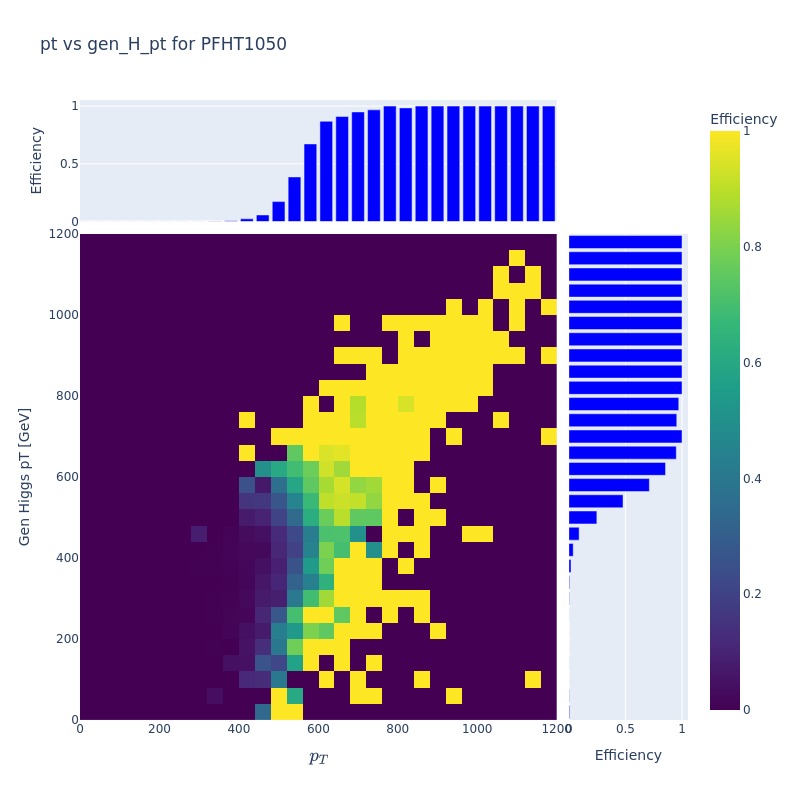 pt vs gen_H_pt for PFHT1050
Efficiency
1
0.5
0
Efficiency
1
0.8
0.6
0.4
0.2
0
Gen Higgs pT [GeV]
1200
1000
800
600
400
200
0
0 200 400 600 800 1000 1200
0 0.5 1
p_T
Efficiency